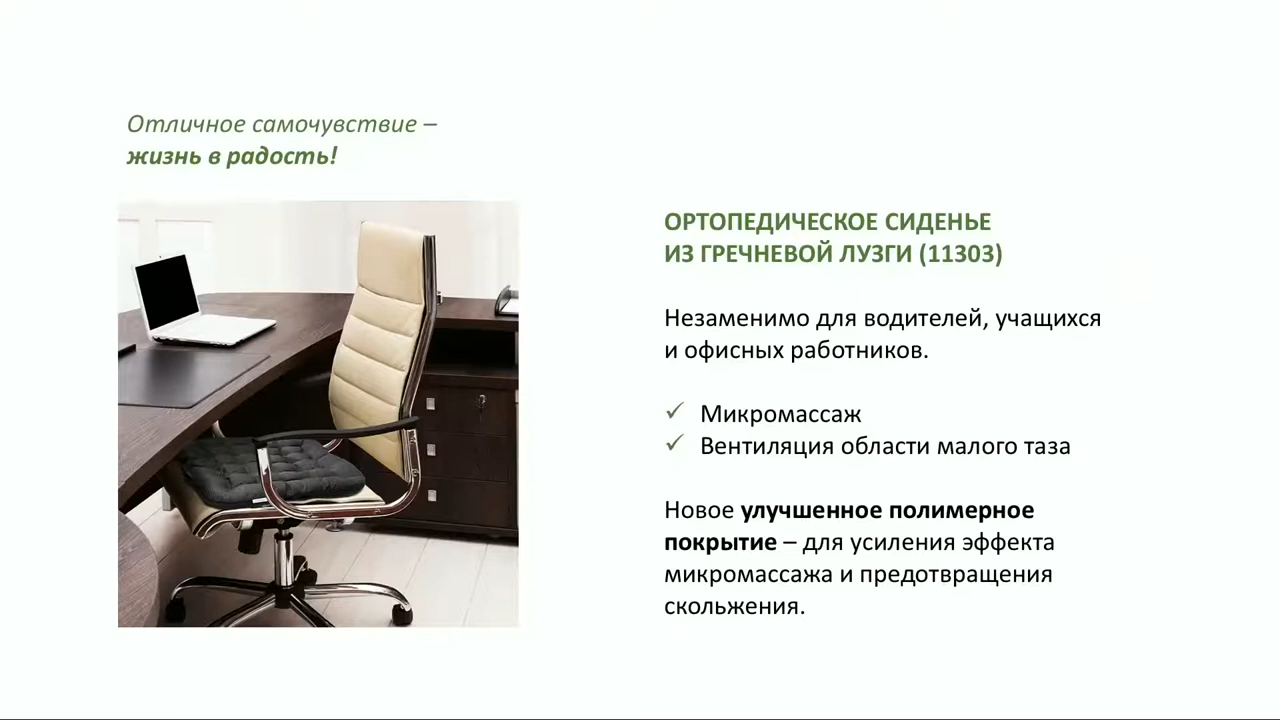 Отличное самочувствие –
жизнь в радость!
ОРТОПЕДИЧЕСКОЕ СИДЕНЬЕ
ИЗ ГРЕЧНЕВОЙ ЛУЗГИ (11303)
Незаменимо для водителей, учащихся
и офисных работников.
✓ Микромассаж
✓ Вентиляция области малого таза
Новое улучшенное полимерное
покрытие – для усиления эффекта
микромассажа и предотвращения
скольжения.